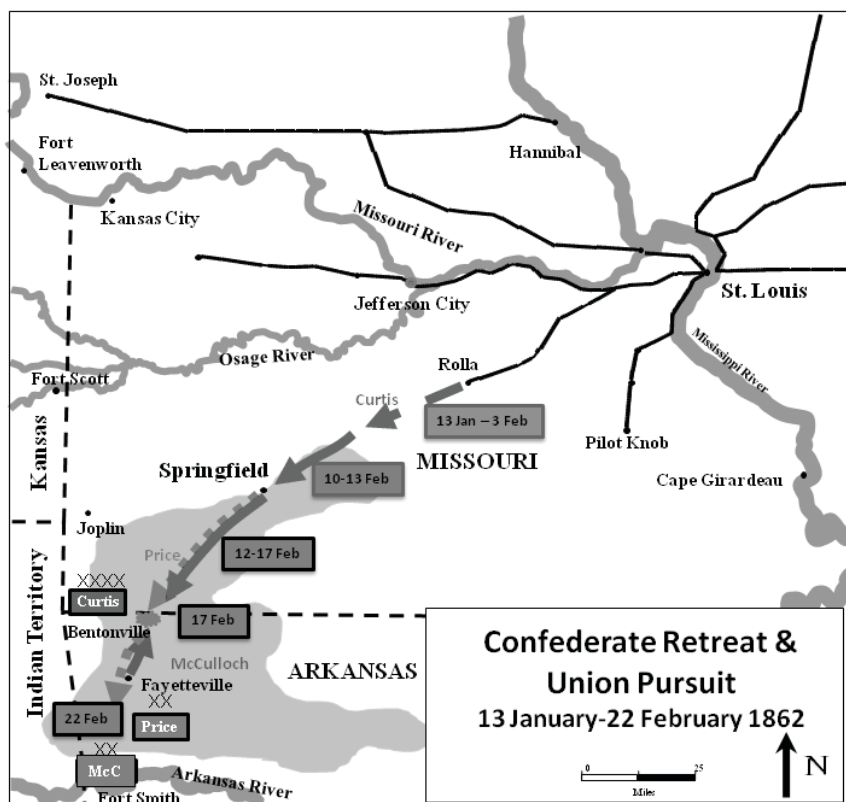 St. Joseph
Fort
Leavenworth
Hannibal
Kansas City
Missouri River
Jefferson City
St. Louis
Osage River
Mississippi River
Rolla
Fort Scott
Curtis
13 Jan – 3 Feb
Pilot Knob
Kansas
Springfield
MISSOURI
10-13 Feb
Cape Girardeau
Joplin
Price
12-17 Feb
Indian Territory
XXXX
Curtis
17 Feb
Bentonville
McCulloch
ARKANSAS
Fayetteville
XX
22 Feb
Price
XX
McC
Arkansas River
Fort Smith
Confederate Retreat &
Union Pursuit
13 January-22 February 1862
0 25
Miles
N